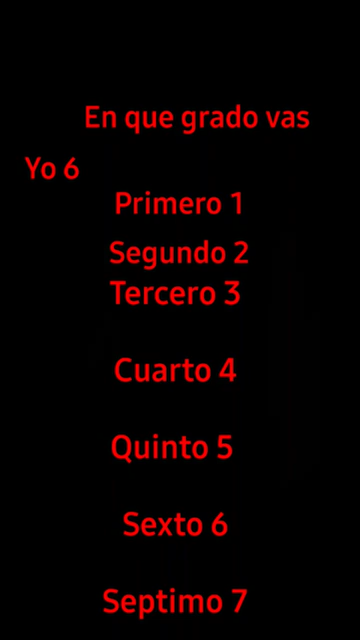 En que grado vas
Yo 6
Primero 1
Segundo 2
Tercero 3
Cuarto 4
Quinto 5
Sexto 6
Septimo 7